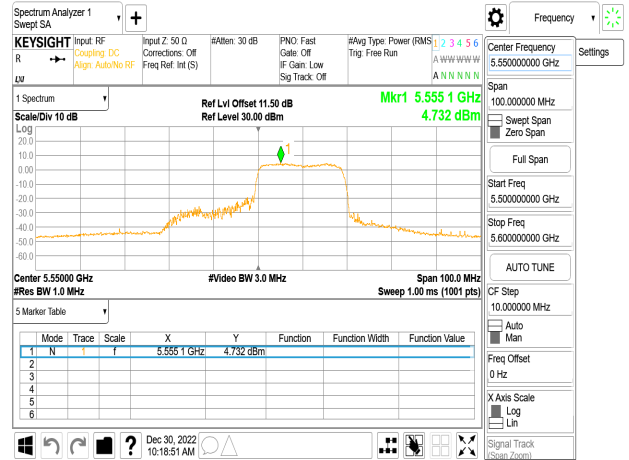 Spectrum Analyzer 1
Swept SA
Frequency
KEYSIGHT
R
Input: RF
Coupling: DC
Align: Auto/No RF
Input Z: 50 Ω
Corrections: Off
Freq Ref: Int (S)
#Atten: 30 dB
PNO: Fast
Gate: Off
IF Gain: Low
Sig Track: Off
#Avg Type: Power (RMS
Trig: Free Run
1 2 3 4 5 6
A W W W W W
A N N N N N
1 Spectrum
Scale/Div 10 dB
Ref Lvl Offset 11.50 dB
Ref Level 30.00 dBm
Mkr1 5.555 1 GHz
4.732 dBm
Log
20.0
10.0
0.00
-10.0
-20.0
-30.0
-40.0
-50.0
-60.0
1
Center 5.55000 GHz
#Video BW 3.0 MHz
Span 100.0 MHz
#Res BW 1.0 MHz
Sweep 1.00 ms (1001 pts)
5 Marker Table
Mode Trace Scale X Y Function Function Width Function Value
1 N 1 f 5.555 1 GHz 4.732 dBm
2
3
4
5
6
Dec 30, 2022
10:18:51 AM
?
Center Frequency
5.550000000 GHz
Settings
Span
100.000000 MHz
Swept Span
Zero Span
Full Span
Start Freq
5.500000000 GHz
Stop Freq
5.600000000 GHz
AUTO TUNE
CF Step
10.000000 MHz
Auto
Man
Freq Offset
0 Hz
X Axis Scale
Log
Lin
Signal Track
(Span Zoom)